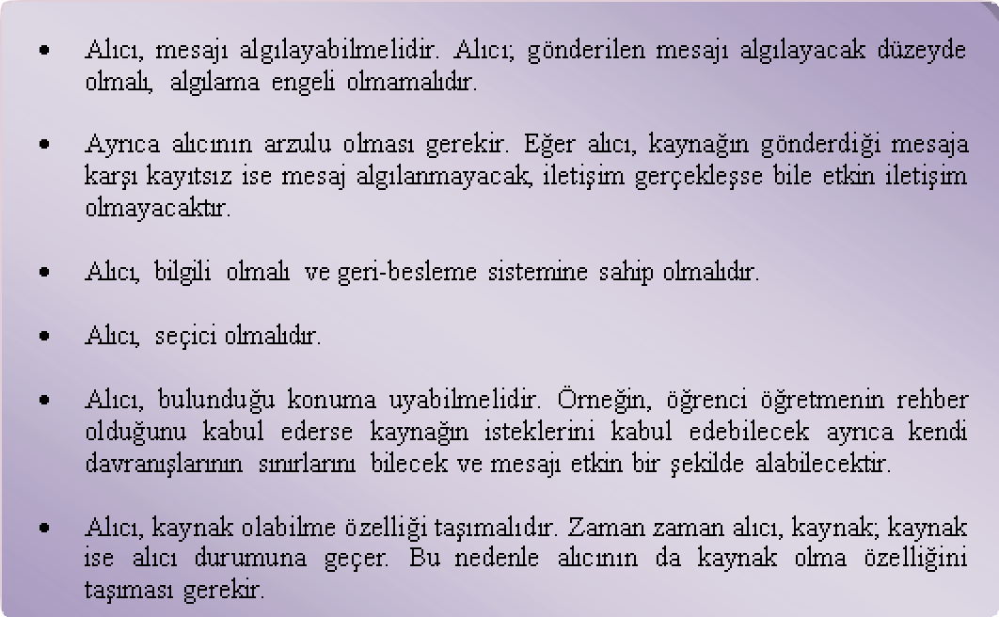 • Alıcı, mesajı algılayabilmelidir. Alıcı; gönderilen mesajı algılayacak düzeyde
olmalı, algılama engeli olmamalıdır.
• Ayrıca alıcının arzulu olması gerekir. Eğer alıcı, kaynağın gönderdiği mesaja
karşı kayıtsız ise mesaj algılanmayacak, iletişim gerçekleşse bile etkin iletişim
olmayacaktır.
• Alıcı, bilgili olmalı ve geri-besleme sistemine sahip olmalıdır.
• Alıcı, seçici olmalıdır.
• Alıcı, bulunduğu konuma uyabilmelidir. Örneğin, öğrenci öğretmenin rehber
olduğunu kabul ederse kaynağın isteklerini kabul edebilecek ayrıca kendi
davranışlarının sınırlarını bilecek ve mesajı etkin bir şekilde alabilecektir.
• Alıcı, kaynak olabilme özelliği taşımalıdır. Zaman zaman alıcı, kaynak; kaynak
ise alıcı durumuna geçer. Bu nedenle alıcının da kaynak olma özelliğini
taşıması gerekir.